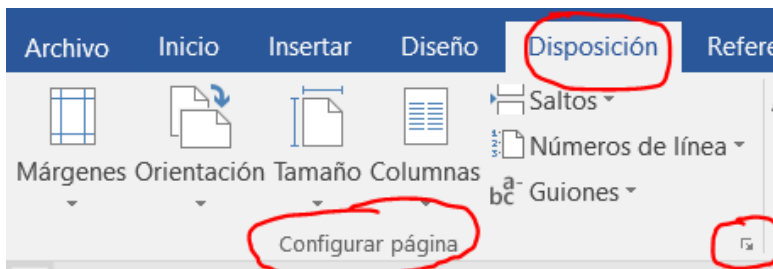 Archivo Inicio Insertar Diseño Disposición Refere
Saltos
Números de línea
Márgenes Orientación Tamaño Columnas
Guiones
Configurar página